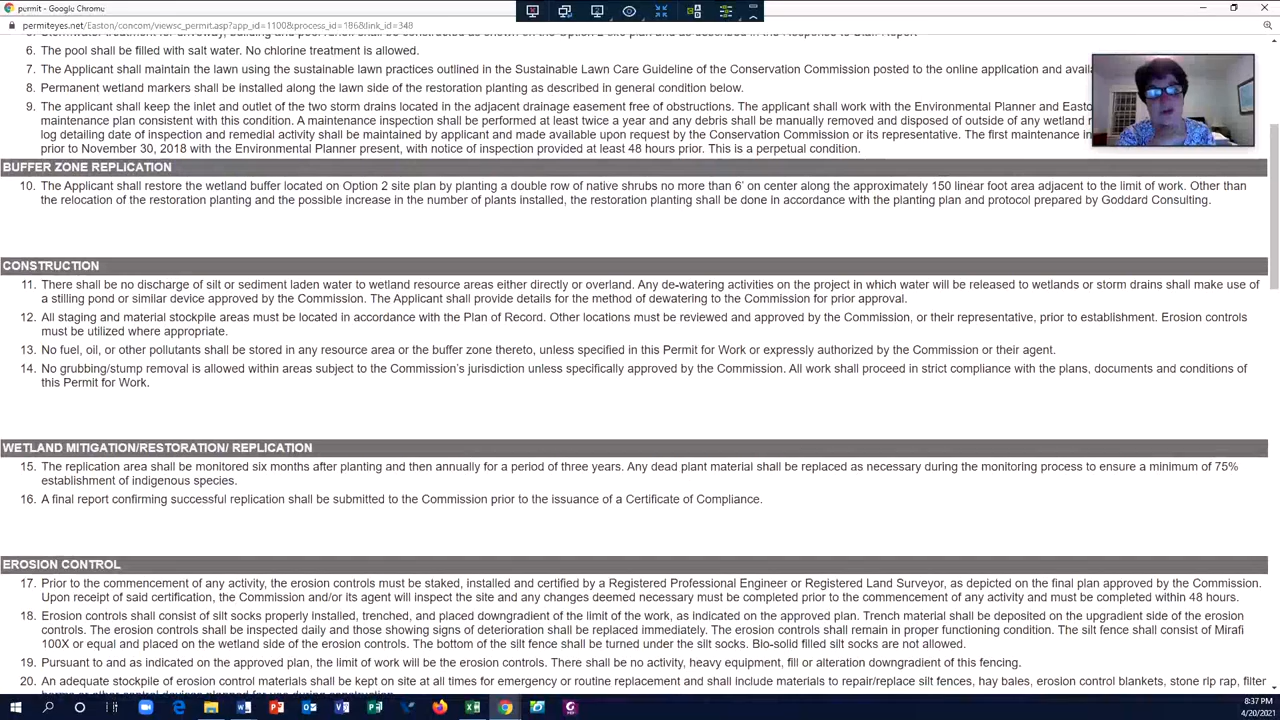 permit - Google Chrome
permiteyes.net/Easton/concom/viewsc_permit.asp?app_id=1100&process_id=186&link_id=348
6. The pool shall be filled with salt water. No chlorine treatment is allowed.
7. The Applicant shall maintain the lawn using the sustainable lawn practices outlined in the Sustainable Lawn Care Guideline of the Conservation Commission posted to the online application and
8. Permanent wetland markers shall be installed along the lawn side of the restoration planting as described in general condition below.
9. The applicant shall keep the inlet and outlet of the two storm drains located in the adjacent drainage easement free of obstructions. The applicant shall work with the Environmental Planner and
maintenance plan consistent with this condition. A maintenance inspection shall be performed at least twice a year and any debris shall be manually removed and disposed of outside of any wetland
log detailing date of inspection and remedial activity shall be maintained by applicant and made available upon request by the Conservation Commission or its representative. The first maintenance
prior to November 30, 2018 with the Environmental Planner present, with notice of inspection provided at least 48 hours prior. This is a perpetual condition.
BUFFER ZONE REPLICATION
10. The Applicant shall restore the wetland buffer located on Option 2 site plan by planting a double row of native shrubs no more than 6' on center along the approximately 150 linear foot area adjacent to the limit of work. Other than
the relocation of the restoration planting and the possible increase in the number of plants installed, the restoration planting shall be done in accordance with the planting plan and protocol prepared by Goddard Consulting.
CONSTRUCTION
11. There shall be no discharge of silt or sediment laden water to wetland resource areas either directly or overland. Any de-watering activities on the project in which water will be released to wetlands or storm drains shall make use of
a stilling pond or similar device approved by the Commission. The Applicant shall provide details for the method of dewatering to the Commission for prior approval.
12. All staging and material stockpile areas must be located in accordance with the Plan of Record. Other locations must be reviewed and approved by the Commission, or their representative, prior to establishment. Erosion controls
must be utilized where appropriate.
13. No fuel, oil, or other pollutants shall be stored in any resource area or the buffer zone thereto, unless specified in this Permit for Work or expressly authorized by the Commission or their agent.
14. No grubbing/stump removal is allowed within areas subject to the Commission's jurisdiction unless specifically approved by the Commission. All work shall proceed in strict compliance with the plans, documents and conditions of
this Permit for Work.
WETLAND MITIGATION/RESTORATION/ REPLICATION
15. The replication area shall be monitored six months after planting and then annually for a period of three years. Any dead plant material shall be replaced as necessary during the monitoring process to ensure a minimum of 75%
establishment of indigenous species.
16. A final report confirming successful replication shall be submitted to the Commission prior to the issuance of a Certificate of Compliance.
EROSION CONTROL
17. Prior to the commencement of any activity, the erosion controls must be staked, installed and certified by a Registered Professional Engineer or Registered Land Surveyor, as depicted on the final plan approved by the Commission.
Upon receipt of said certification, the Commission and/or its agent will inspect the site and any changes deemed necessary must be completed prior to the commencement of any activity and must be completed within 48 hours.
18. Erosion controls shall consist of silt socks properly installed, trenched, and placed downgradient of the limit of the work, as indicated on the approved plan. Trench material shall be deposited on the upgradient side of the erosion
controls. The erosion controls shall be inspected daily and those showing signs of deterioration shall be replaced immediately. The erosion controls shall remain in proper functioning condition. The silt fence shall consist of Mirafi
100X or equal and placed on the wetland side of the erosion controls. The bottom of the silt fence shall be turned under the silt socks. Bio-solid filled silt socks are not allowed.
19. Pursuant to and as indicated on the approved plan, the limit of work will be the erosion controls. There shall be no activity, heavy equipment, fill or alteration downgradient of this fencing.
20. An adequate stockpile of erosion control materials shall be kept on site at all times for emergency or routine replacement and shall include materials to repair/replace silt fences, hay bales, erosion control blankets, stone rip rap, filter
8:37 PM
4/20/2021